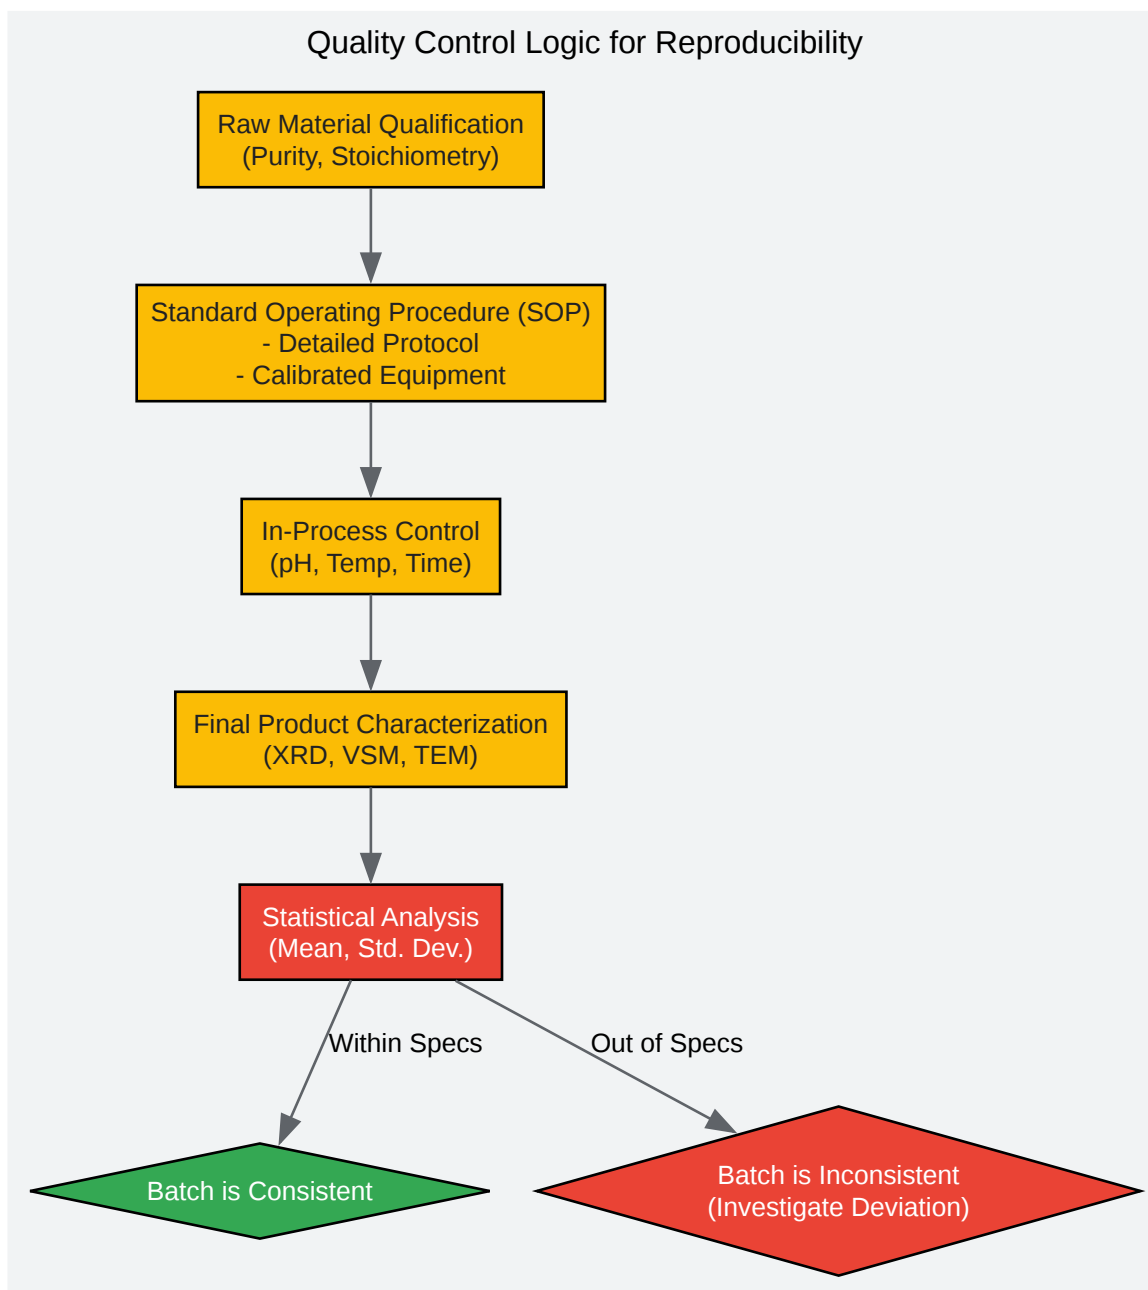 Quality Control Logic for Reproducibility
Raw Material Qualification
(Purity, Stoichiometry)
Standard Operating Procedure (SOP)
- Detailed Protocol
- Calibrated Equipment
In-Process Control
(pH, Temp, Time)
Final Product Characterization
(XRD, VSM, TEM)
Statistical Analysis
(Mean, Std. Dev.)
Within Specs
Out of Specs
Batch is Consistent
Batch is Inconsistent
(Investigate Deviation)